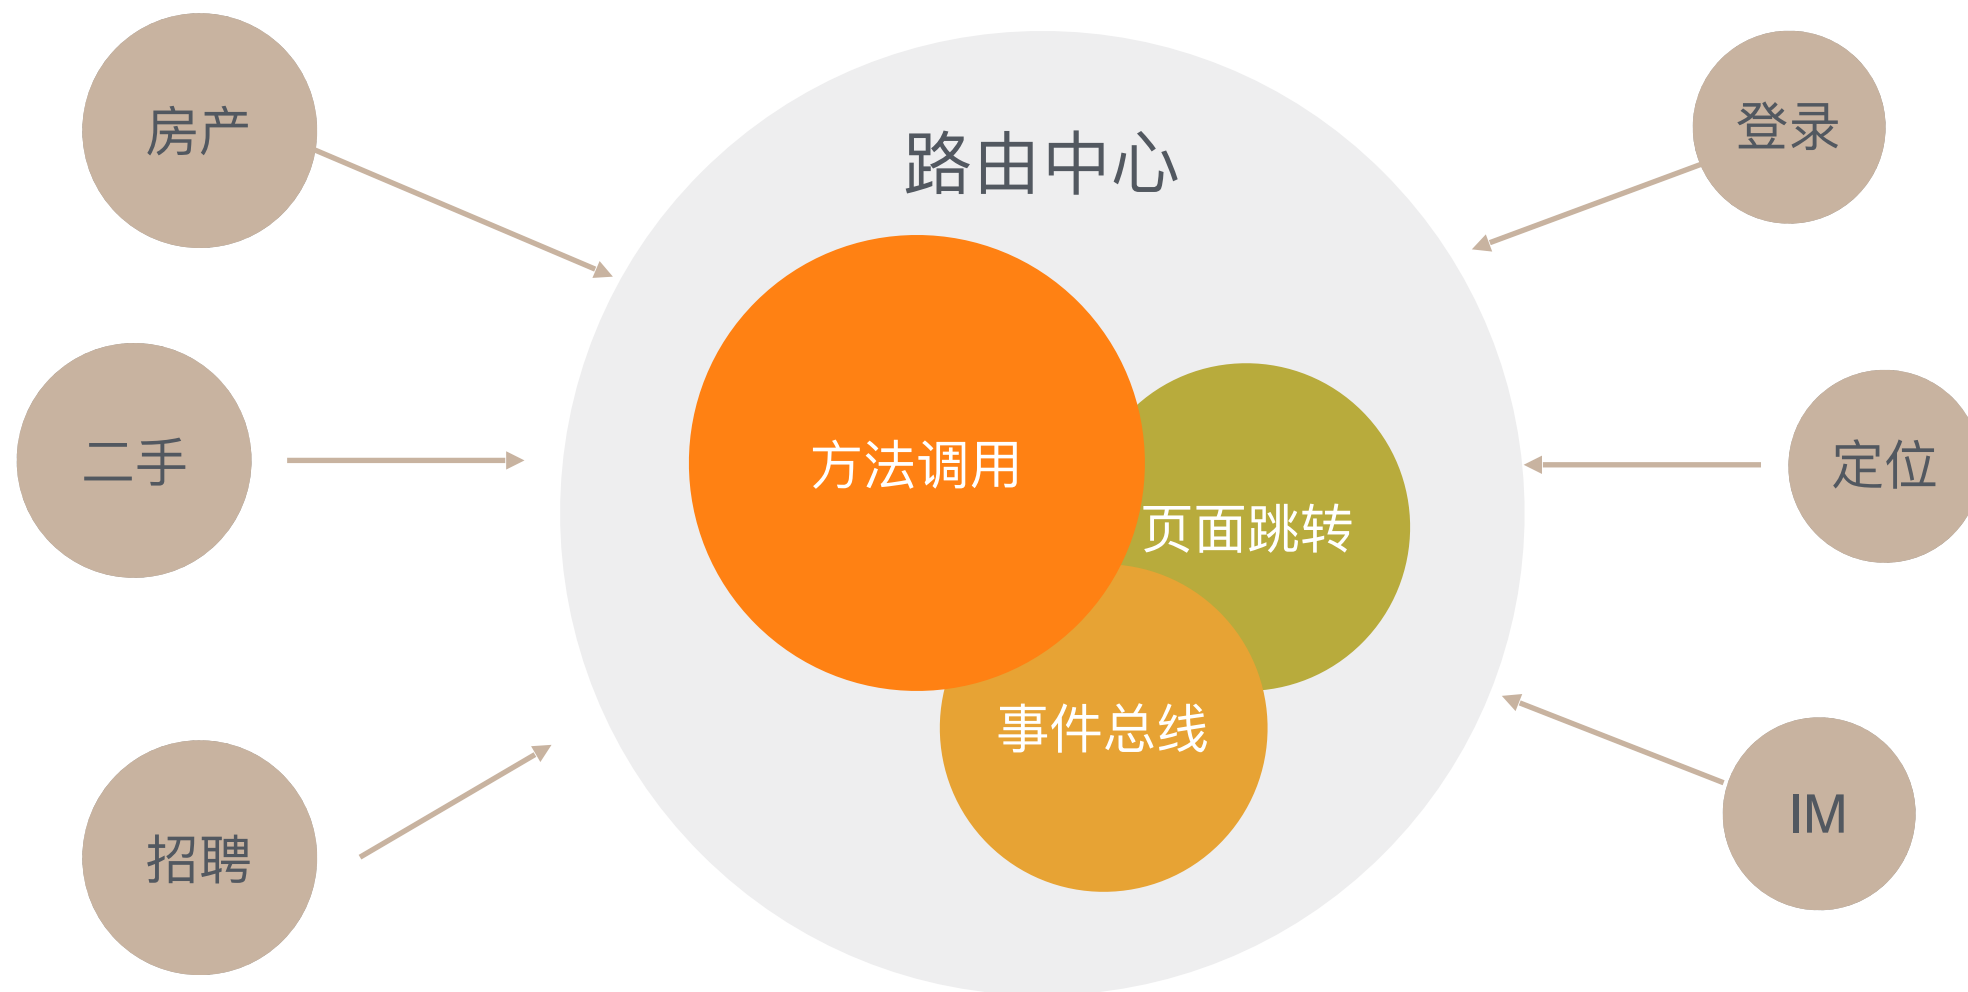 房产
二手
招聘
路由中心
方法调用
页面跳转
事件总线
登录
定位
IM